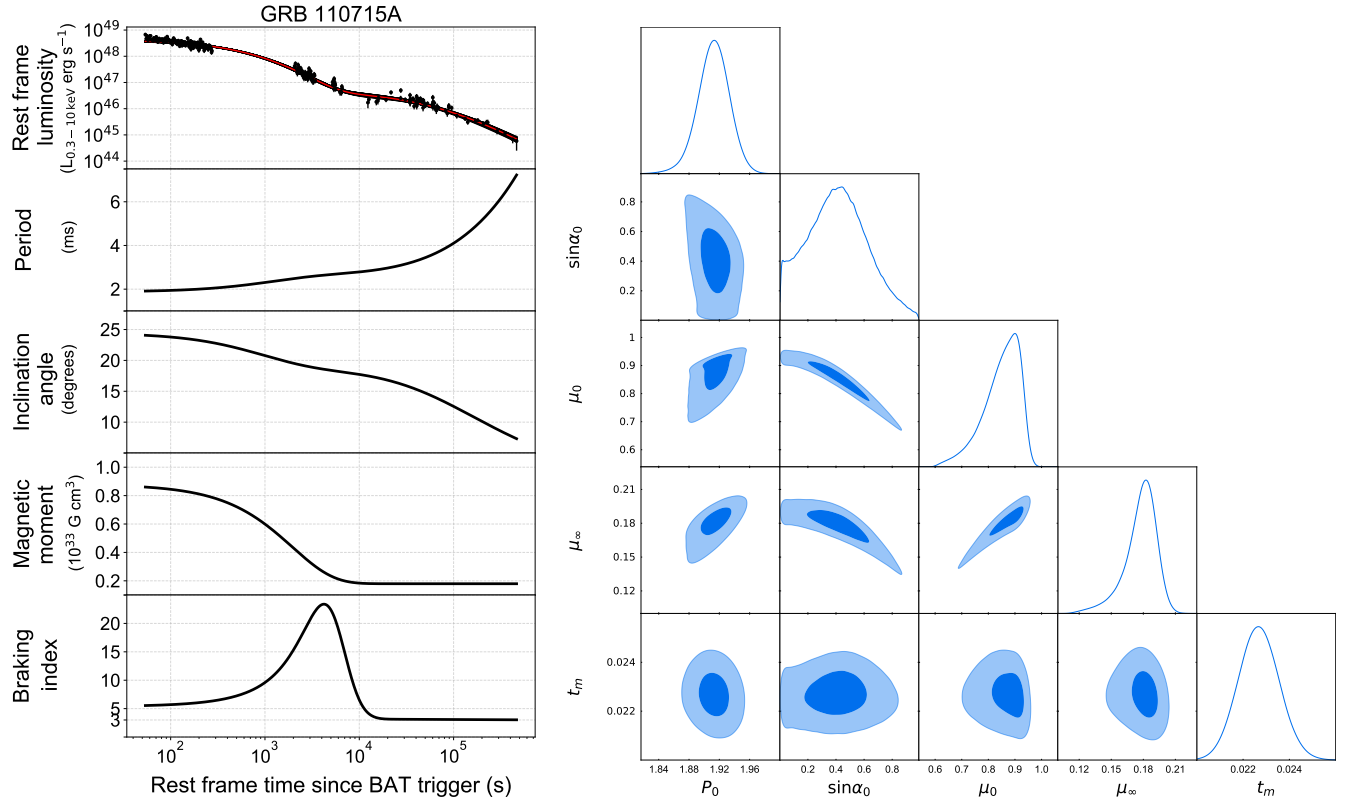 GRB 110715A
Rest frame
luminosity
(L0.3−10keV erg s−1)
10^49
10^48
10^47
10^46
10^45
10^44
Period
(ms)
6
4
2
Inclination
angle
(degrees)
25
20
15
10
Magnetic
moment
(10^33 G cm^3)
1.0
0.8
0.6
0.4
0.2
Braking
index
20
15
10
5
3
10^2 10^3 10^4 10^5
Rest frame time since BAT trigger (s)
sinα0
0.8
0.6
0.4
0.2
μ0
1
0.9
0.8
0.7
0.6
μ∞
0.21
0.18
0.15
0.12
tm
0.024
0.022
1.84 1.88 1.92 1.96
P0
0.2 0.4 0.6 0.8
sinα0
0.6 0.7 0.8 0.9 1.0
μ0
0.12 0.15 0.18 0.21
μ∞
0.022 0.024
tm